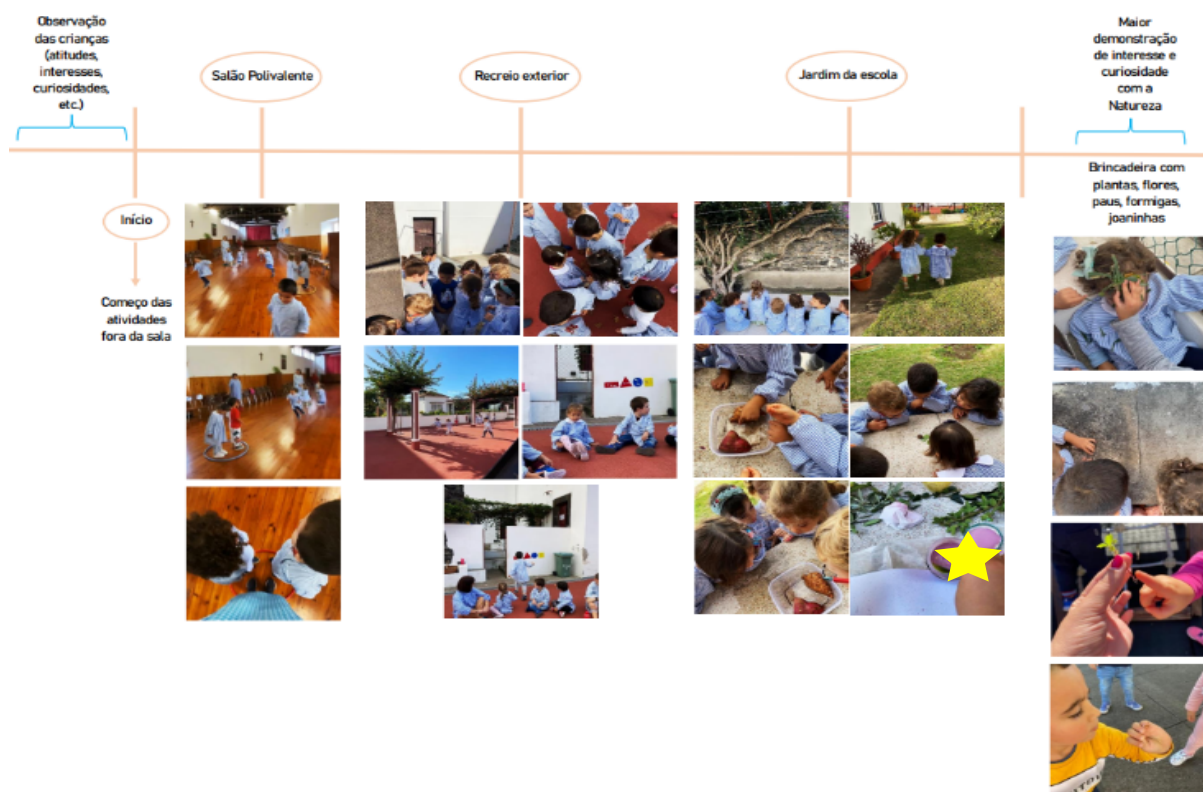 Observação
das crianças
(atitudes,
interesses,
curiosidades,
etc.)
Salão Polivalente
Recreio exterior
Jardim da escola
Maior
demonstração
de interesse e
curiosidade
com a
Natureza
Início
Começo das
atividades
fora da sala
Brincadeira com
plantas, flores,
paus, formigas,
joaninhas